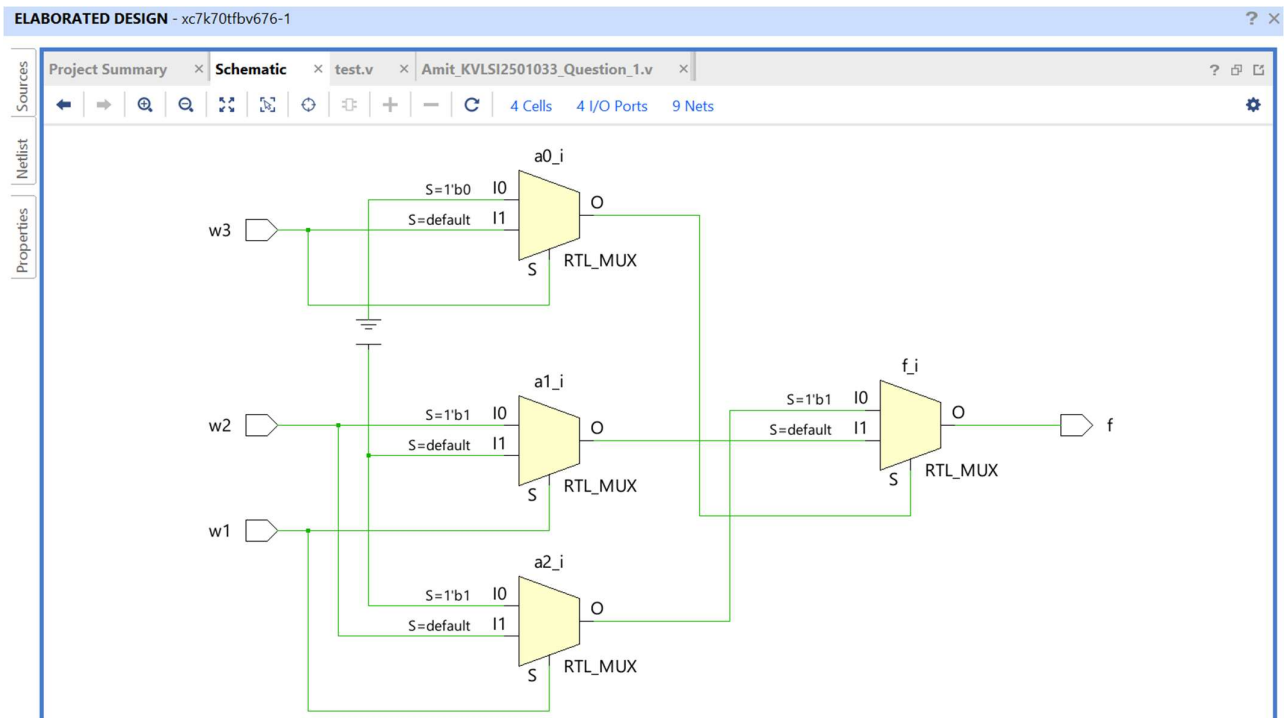 ELABORATED DESIGN - xc7k70tfbv676-1 ? ×
Sources
Netlist
Properties
Project Summary × Schematic × test.v × Amit_KVLSI2501033_Question_1.v × ?
4 Cells 4 I/O Ports 9 Nets
a0_i
S=1'b0 I0
O
S=default I1
w3
S RTL_MUX
a1_i
f_i
S=1'b1 I0
S=1'b1 I0
w2
O
O
S=default I1
S=default I1
f
S RTL_MUX
S RTL_MUX
w1
a2_i
S=1'b1 I0
O
S=default I1
S RTL_MUX